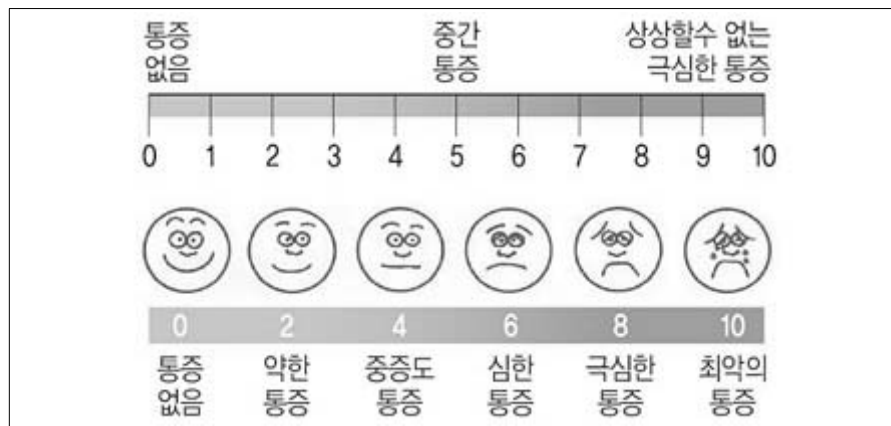 통증 없음
중간 통증
상상할수 없는 극심한 통증
0 1 2 3 4 5 6 7 8 9 10
0 2 4 6 8 10
통증 없음
약한 통증
중증도 통증
심한 통증
극심한 통증
최악의 통증